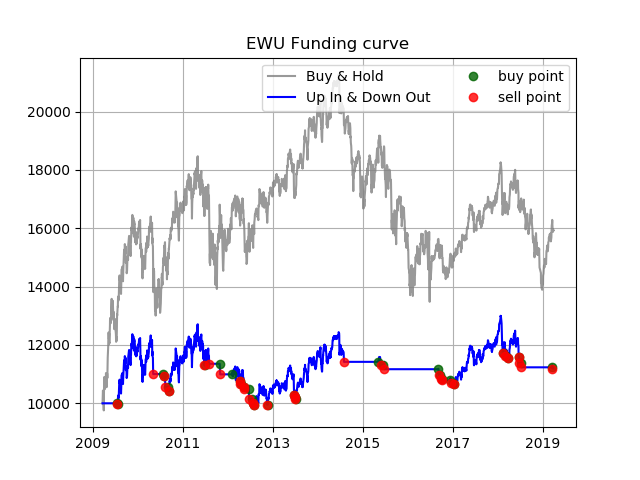 EWU Funding curve
Buy & Hold
Up In & Down Out
buy point
sell point
20000
18000
16000
14000
12000
10000
2009
2011
2013
2015
2017
2019